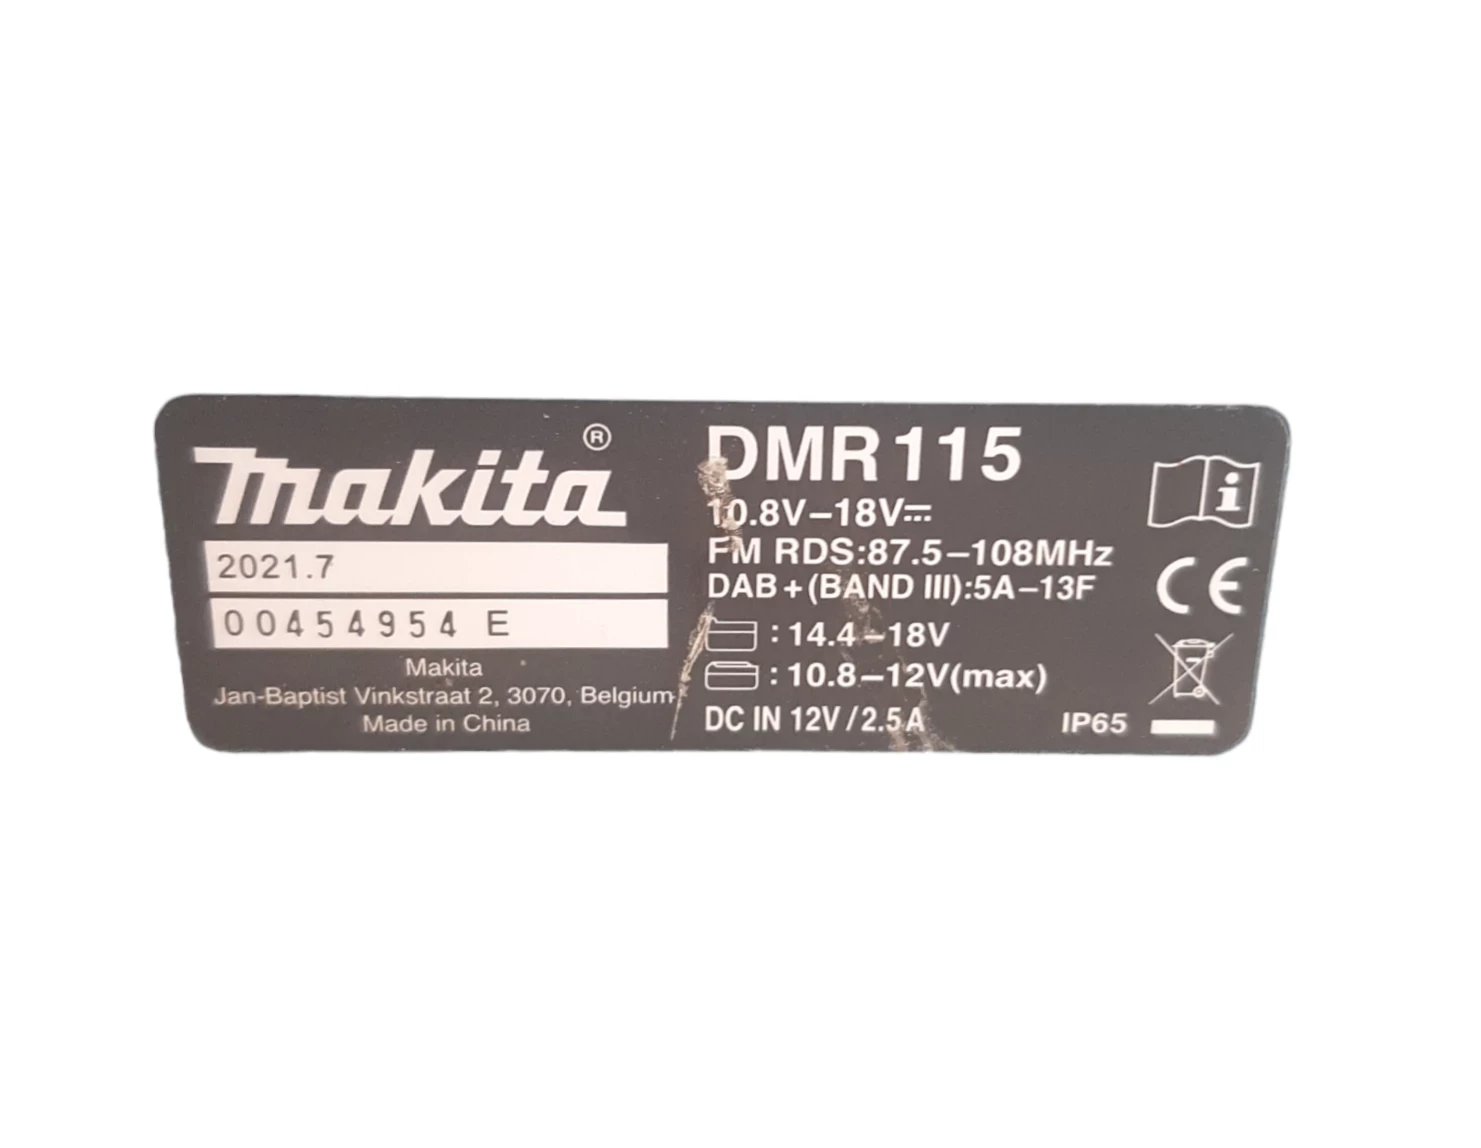 Makita®
2021.7
00454954 E
Makita
Jan-Baptist Vinkstraat 2, 3070, Belgium
Made in China
DMR115
10.8V–18V⎓
FM RDS:87.5–108MHz
DAB+(BAND III):5A–13F
: 14.4–18V
: 10.8–12V(max)
DC IN 12V/2.5A
i
CE
IP65